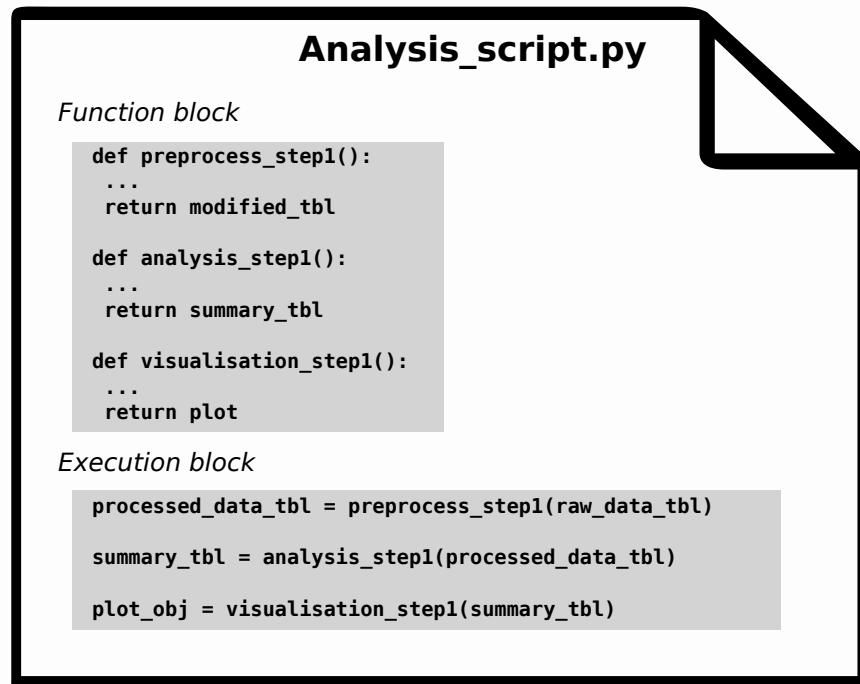 Analysis_script.py
Function block
def preprocess_step1():
...
return modified_tbl
def analysis_step1():
...
return summary_tbl
def visualisation_step1():
...
return plot
Execution block
processed_data_tbl = preprocess_step1(raw_data_tbl)
summary_tbl = analysis_step1(processed_data_tbl)
plot_obj = visualisation_step1(summary_tbl)